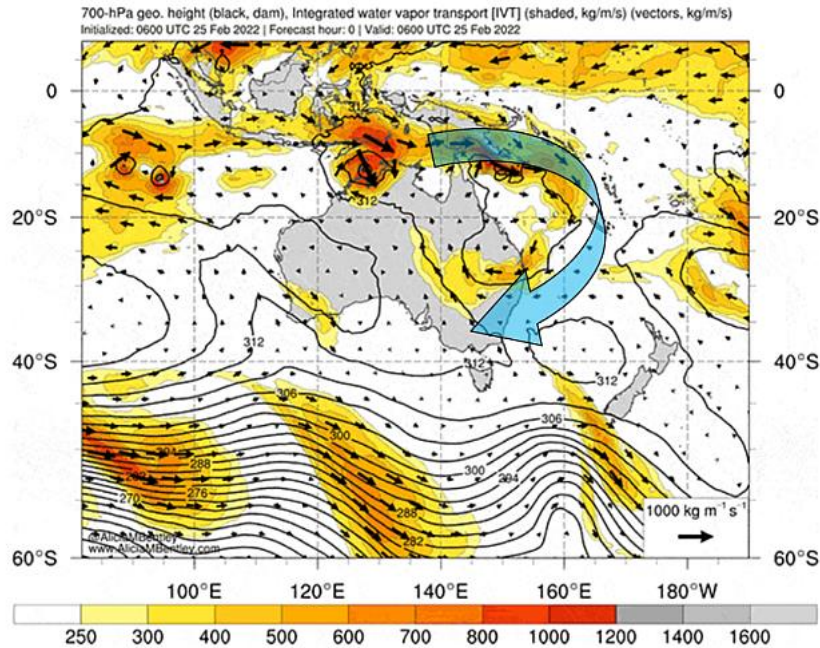 700-hPa geo. height (black, dam), Integrated water vapor transport [IVT] (shaded, kg/m/s) (vectors, kg/m/s)
Initialized: 0600 UTC 25 Feb 2022 | Forecast hour: 0 | Valid: 0600 UTC 25 Feb 2022
0
0
312
20°S
20°S
312
40°S
312
312
40°S
306
306
300
300
294
288
276
270
288
282
1000 kg m⁻¹ s⁻¹
@AliciaMBentley
www.AliciaMBentley.com
60°S
60°S
100°E
120°E
140°E
160°E
180°W
250
300
400
500
600
700
800
1000
1200
1400
1600